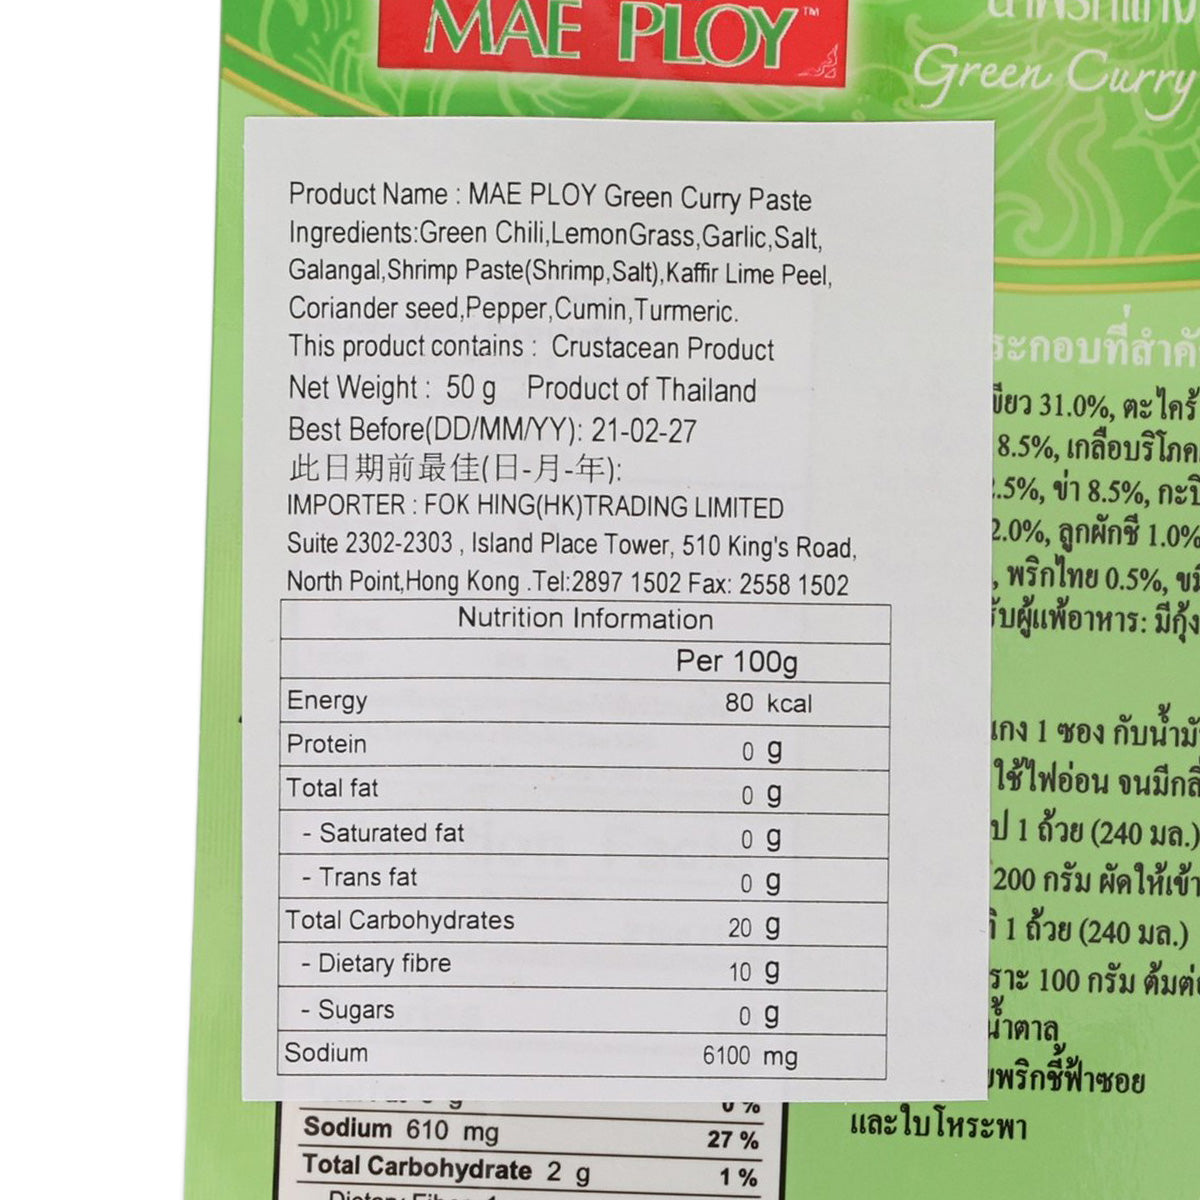 MAE PLOY™
Green Curry
Product Name : MAE PLOY Green Curry Paste
Ingredients:Green Chili,LemonGrass,Garlic,Salt,
Galangal,Shrimp Paste(Shrimp,Salt),Kaffir Lime Peel,
Coriander seed,Pepper,Cumin,Turmeric.
This product contains : Crustacean Product
Net Weight : 50 g Product of Thailand
Best Before(DD/MM/YY): 21-02-27
此日期前最佳(日-月-年):
IMPORTER : FOK HING(HK)TRADING LIMITED
Suite 2302-2303 , Island Place Tower, 510 King's Road,
North Point,Hong Kong .Tel:2897 1502 Fax: 2558 1502
Nutrition Information
Per 100g
Energy 80 kcal
Protein 0 g
Total fat 0 g
- Saturated fat 0 g
- Trans fat 0 g
Total Carbohydrates 20 g
- Dietary fibre 10 g
- Sugars 0 g
Sodium 6100 mg
0 %
Sodium 610 mg 27 %
Total Carbohydrate 2 g 1 %
ระกอบที่สำคั
ขียว 31.0%, ตะไคร้
8.5%, เกลือบริโภค
.5%, ข่า 8.5%, กะปิ
2.0%, ลูกผักชี 1.0%
, พริกไทย 0.5%, ขมิ
รับผู้แพ้อาหาร: มีกุ้ง
แกง 1 ซอง กับน้ำมั
ใช้ไฟอ่อน จนมีกลิ่
ป 1 ถ้วย (240 มล.)
200 กรัม ผัดให้เข้า
ทิ 1 ถ้วย (240 มล.)
ราะ 100 กรัม ต้มต่อ
น้ำตาล
ยพริกชี้ฟ้าซอย
และใบโหระพา